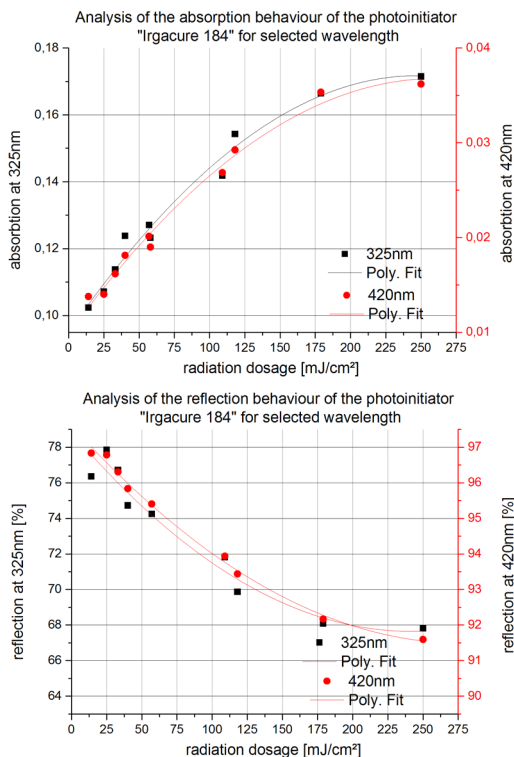 Analysis of the absorption behaviour of the photoinitiator
"Irgacure 184" for selected wavelength
0,18
0,16
0,14
0,12
0,10
absorbtion at 325nm
0,04
0,03
0,02
0,01
absorption at 420nm
325nm
Poly. Fit
420nm
Poly. Fit
0 25 50 75 100 125 150 175 200 225 250 275
radiation dosage [mJ/cm²]
Analysis of the reflection behaviour of the photoinitiator
"Irgacure 184" for selected wavelength
78
76
74
72
70
68
66
64
reflection at 325nm [%]
97
96
95
94
93
92
91
90
reflection at 420nm [%]
325nm
Poly. Fit
420nm
Poly. Fit
0 25 50 75 100 125 150 175 200 225 250 275
radiation dosage [mJ/cm²]